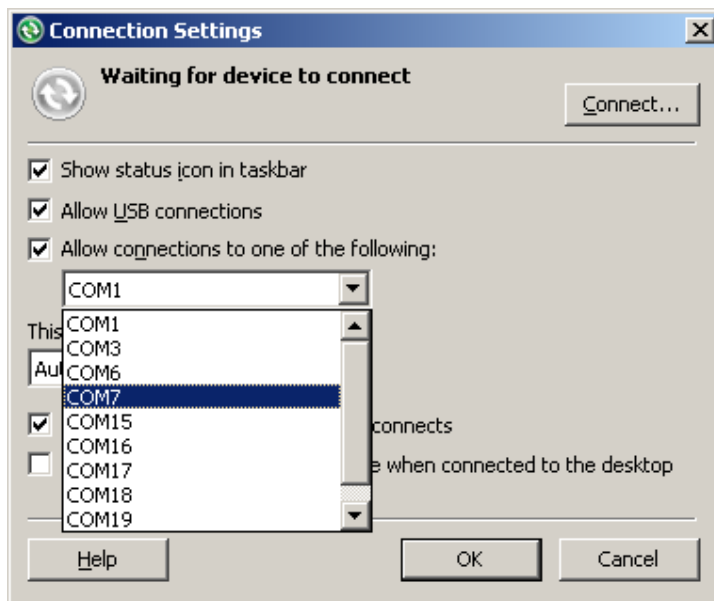 Connection Settings
Waiting for device to connect
Connect...
Show status icon in taskbar
Allow USB connections
Allow connections to one of the following:
COM1
COM1
This
COM3
COM6
Aut
COM7
COM15
connects
COM16
COM17
when connected to the desktop
COM18
COM19
Help
OK
Cancel